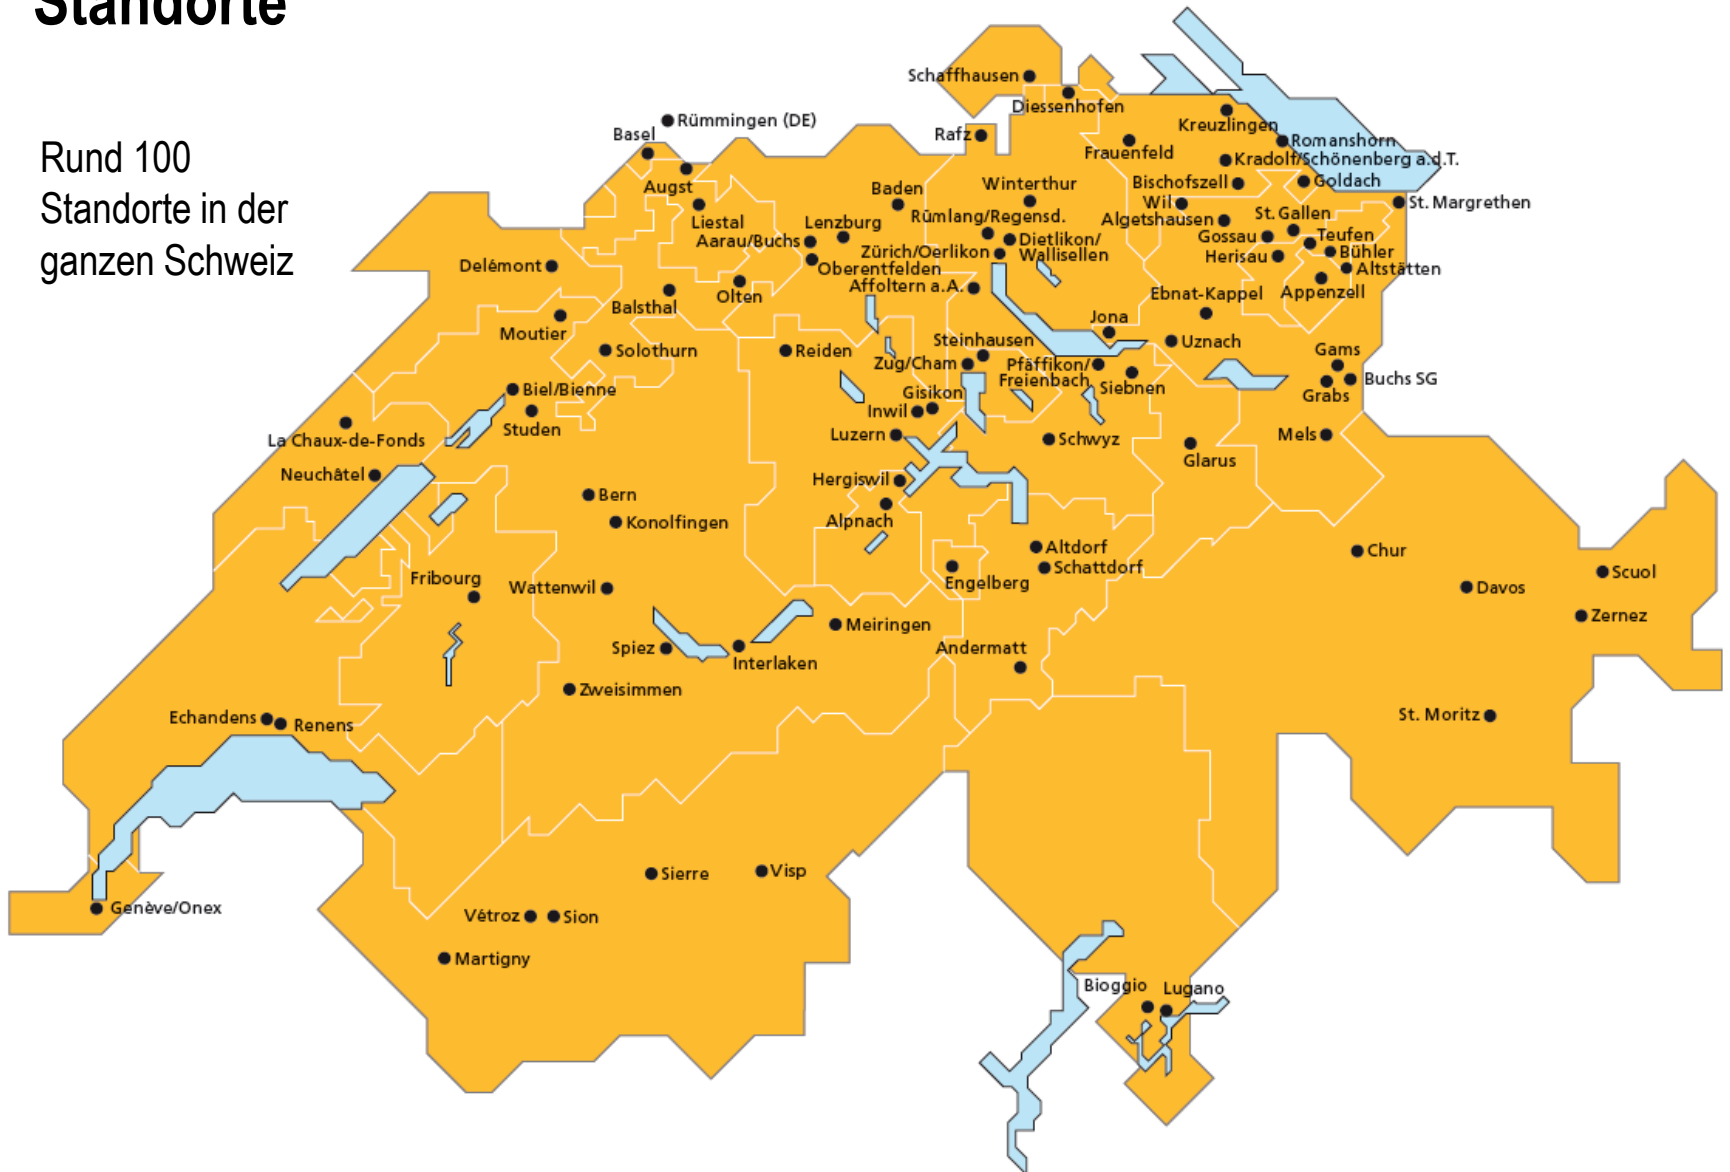 Standorte
Rund 100
Standorte in der
ganzen Schweiz
Schaffhausen
Diessenhofen
Rümmingen (DE)
Basel
Rafz
Kreuzlingen
Romanshorn
Frauenfeld
Kradolf/Schönenberg a.d.T.
Augst
Baden
Winterthur
Bischofszell
Goldach
Wil
St. Margrethen
Liestal
Lenzburg
Rümlang/Regensd.
Algetshausen
St. Gallen
Aarau/Buchs
Dietlikon/
Wallisellen
Gossau
Teufen
Zürich/Oerlikon
Herisau
Bühler
Delémont
Oberentfelden
Altstätten
Affoltern a.A.
Olten
Balsthal
Ebnat-Kappel
Appenzell
Moutier
Jona
Solothurn
Reiden
Steinhausen
Uznach
Gams
Zug/Cham
Pfäffikon/
Freienbach
Siebnen
Buchs SG
Grabs
Biel/Bienne
Gisikon
Inwil
Studen
La Chaux-de-Fonds
Luzern
Schwyz
Mels
Glarus
Neuchâtel
Hergiswil
Bern
Konolfingen
Alpnach
Altdorf
Chur
Schattdorf
Scuol
Fribourg
Wattenwil
Engelberg
Davos
Zernez
Meiringen
Spiez
Interlaken
Andermatt
Zweisimmen
Echandens
Renens
St. Moritz
Sierre
Visp
Genève/Onex
Vétroz
Sion
Martigny
Bioggio
Lugano